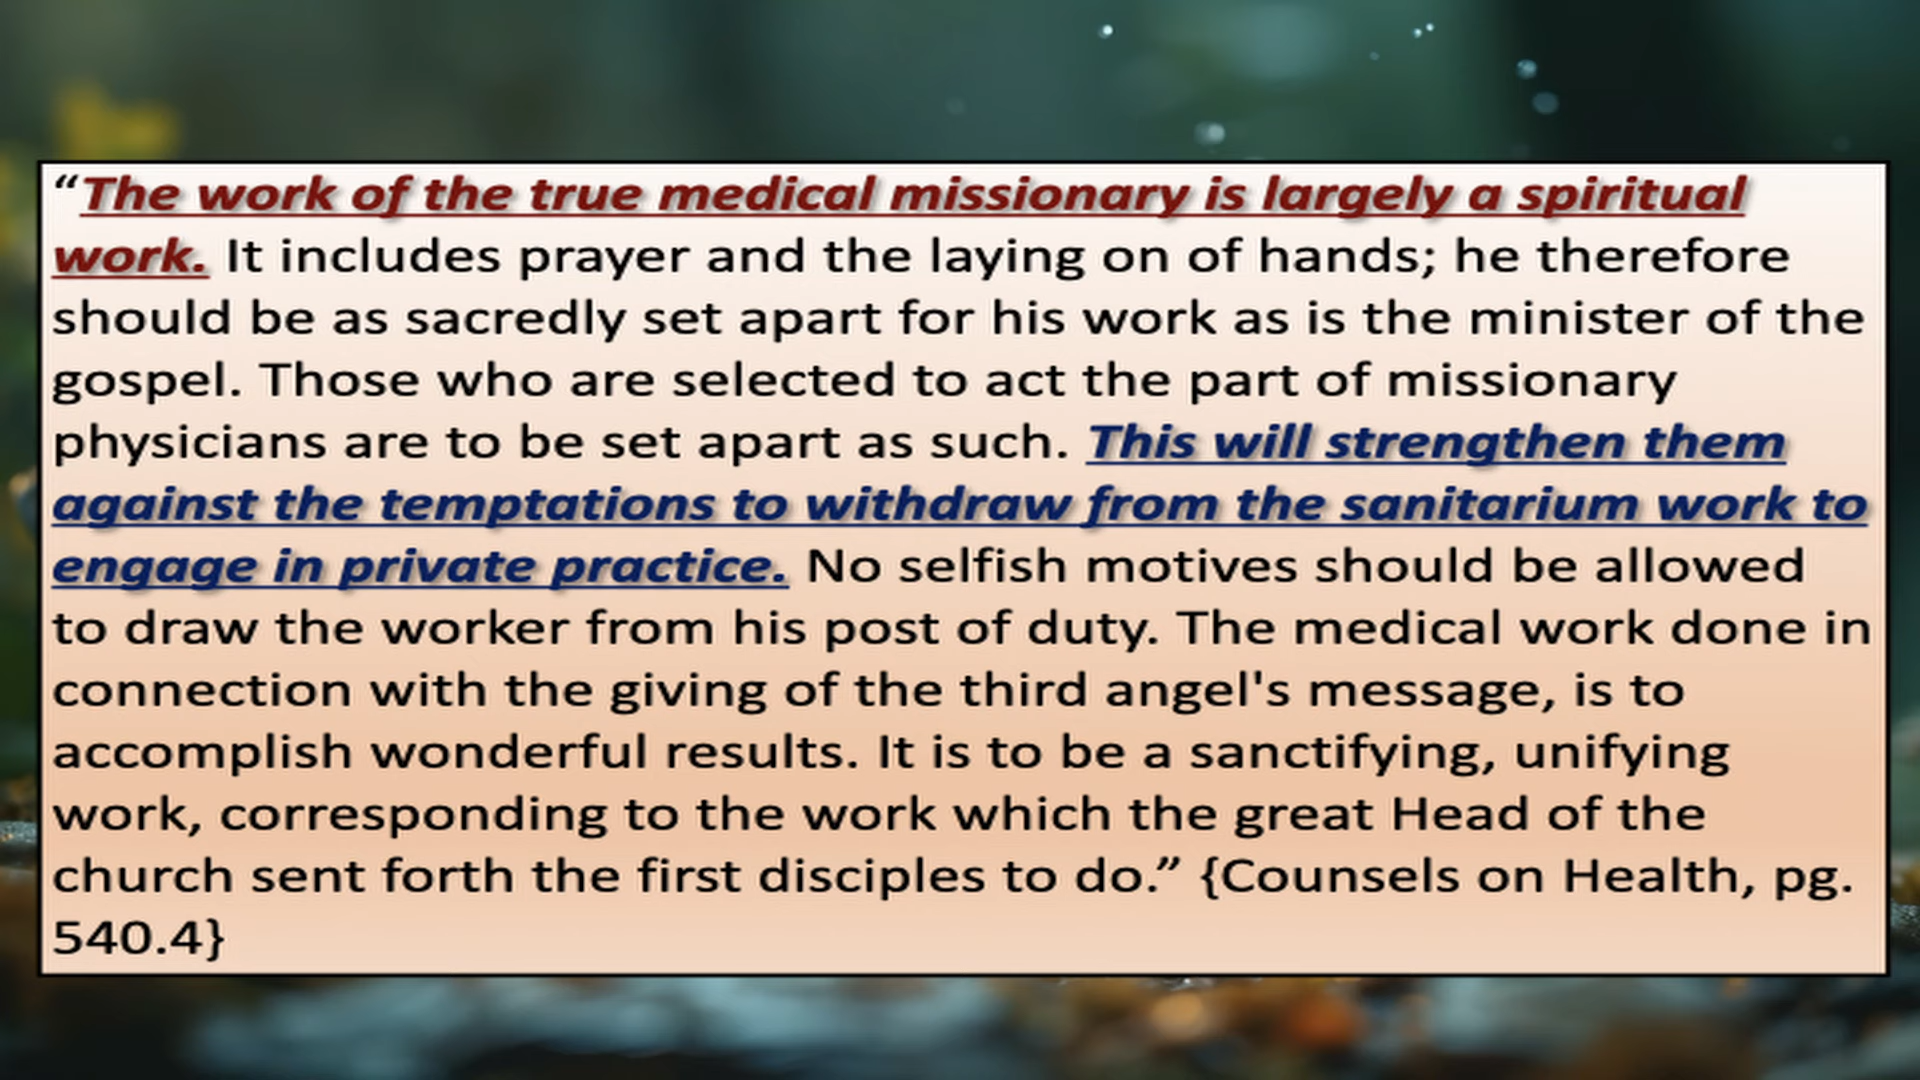 “The work of the true medical missionary is largely a spiritual
work. It includes prayer and the laying on of hands; he therefore
should be as sacredly set apart for his work as is the minister of the
gospel. Those who are selected to act the part of missionary
physicians are to be set apart as such. This will strengthen them
against the temptations to withdraw from the sanitarium work to
engage in private practice. No selfish motives should be allowed
to draw the worker from his post of duty. The medical work done in
connection with the giving of the third angel's message, is to
accomplish wonderful results. It is to be a sanctifying, unifying
work, corresponding to the work which the great Head of the
church sent forth the first disciples to do.” {Counsels on Health, pg.
540.4}